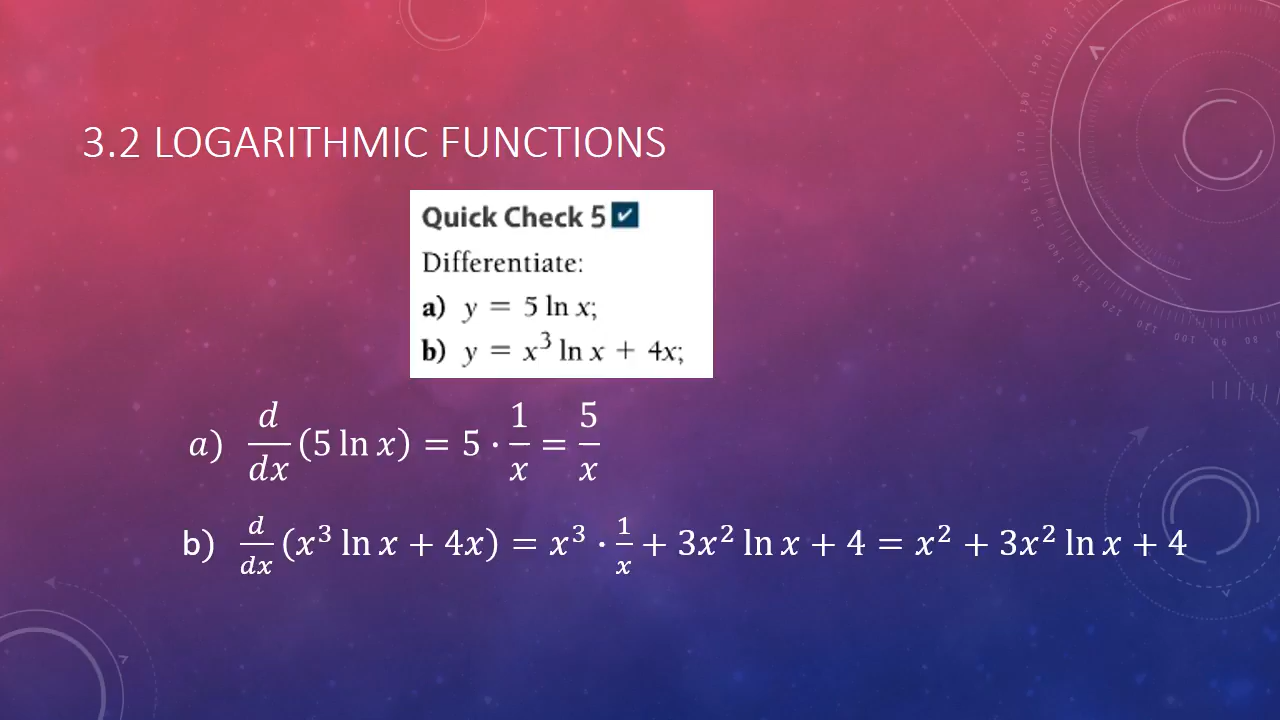 3.2 LOGARITHMIC FUNCTIONS
Quick Check 5
Differentiate:
a) y = 5 ln x;
b) y = x³ ln x + 4x;
a) d/dx (5 ln x) = 5 · 1/x = 5/x
b) d/dx (x³ ln x + 4x) = x³ · 1/x + 3x² ln x + 4 = x² + 3x² ln x + 4